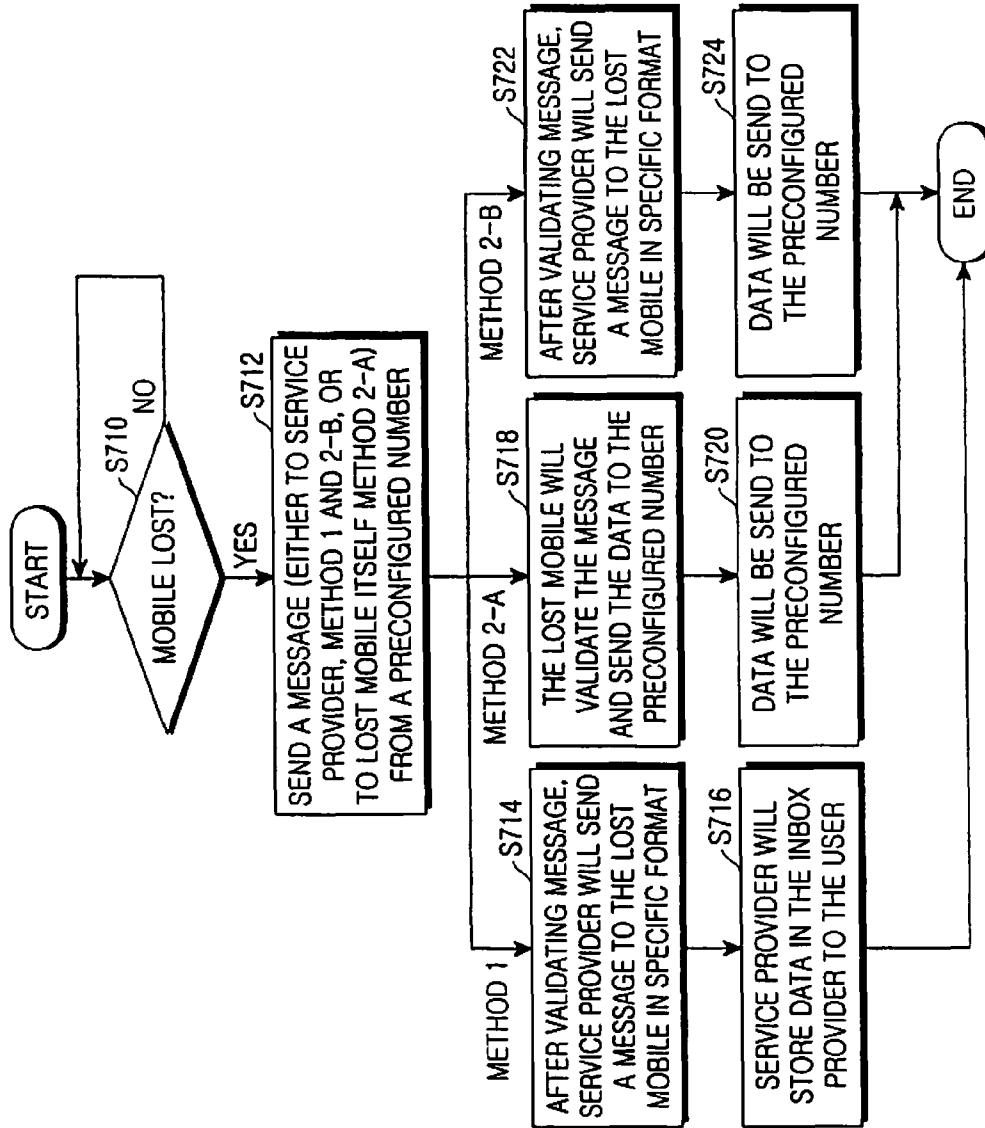 START
S710
MOBILE LOST?
NO
YES
S712
SEND A MESSAGE (EITHER TO SERVICE
PROVIDER, METHOD 1 AND 2-B, OR
TO LOST MOBILE ITSELF METHOD 2-A)
FROM A PRECONFIGURED NUMBER
METHOD 1
S714
AFTER VALIDATING MESSAGE,
SERVICE PROVIDER WILL SEND
A MESSAGE TO THE LOST
MOBILE IN SPECIFIC FORMAT
S716
SERVICE PROVIDER WILL
STORE DATA IN THE INBOX
PROVIDER TO THE USER
METHOD 2-A
S718
THE LOST MOBILE WILL
VALIDATE THE MESSAGE
AND SEND THE DATA TO THE
PRECONFIGURED NUMBER
S720
DATA WILL BE SEND TO
THE PRECONFIGURED
NUMBER
METHOD 2-B
S722
AFTER VALIDATING MESSAGE,
SERVICE PROVIDER WILL SEND
A MESSAGE TO THE LOST
MOBILE IN SPECIFIC FORMAT
S724
DATA WILL BE SEND TO
THE PRECONFIGURED
NUMBER
END